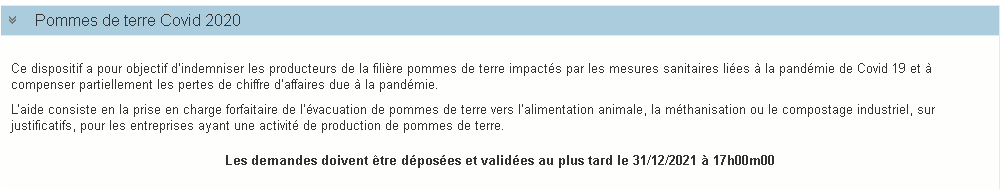 Pommes de terre Covid 2020
Ce dispositif a pour objectif d'indemniser les producteurs de la filière pommes de terre impactés par les mesures sanitaires liées à la pandémie de Covid 19 et à
compenser partiellement les pertes de chiffre d'affaires due à la pandémie.
L'aide consiste en la prise en charge forfaitaire de l'évacuation de pommes de terre vers l'alimentation animale, la méthanisation ou le compostage industriel, sur
justificatifs, pour les entreprises ayant une activité de production de pommes de terre.
Les demandes doivent être déposées et validées au plus tard le 31/12/2021 à 17h00m00